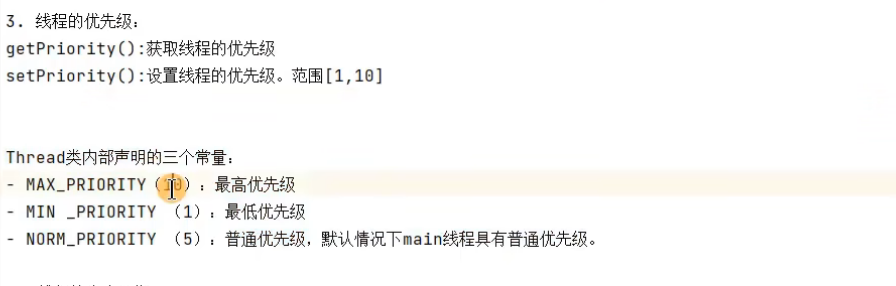 3. 线程的优先级：
getPriority():获取线程的优先级
setPriority():设置线程的优先级。范围[1,10]
Thread类内部声明的三个常量：
- MAX_PRIORITY（10）：最高优先级
- MIN _PRIORITY （1）：最低优先级
- NORM_PRIORITY （5）：普通优先级，默认情况下main线程具有普通优先级。